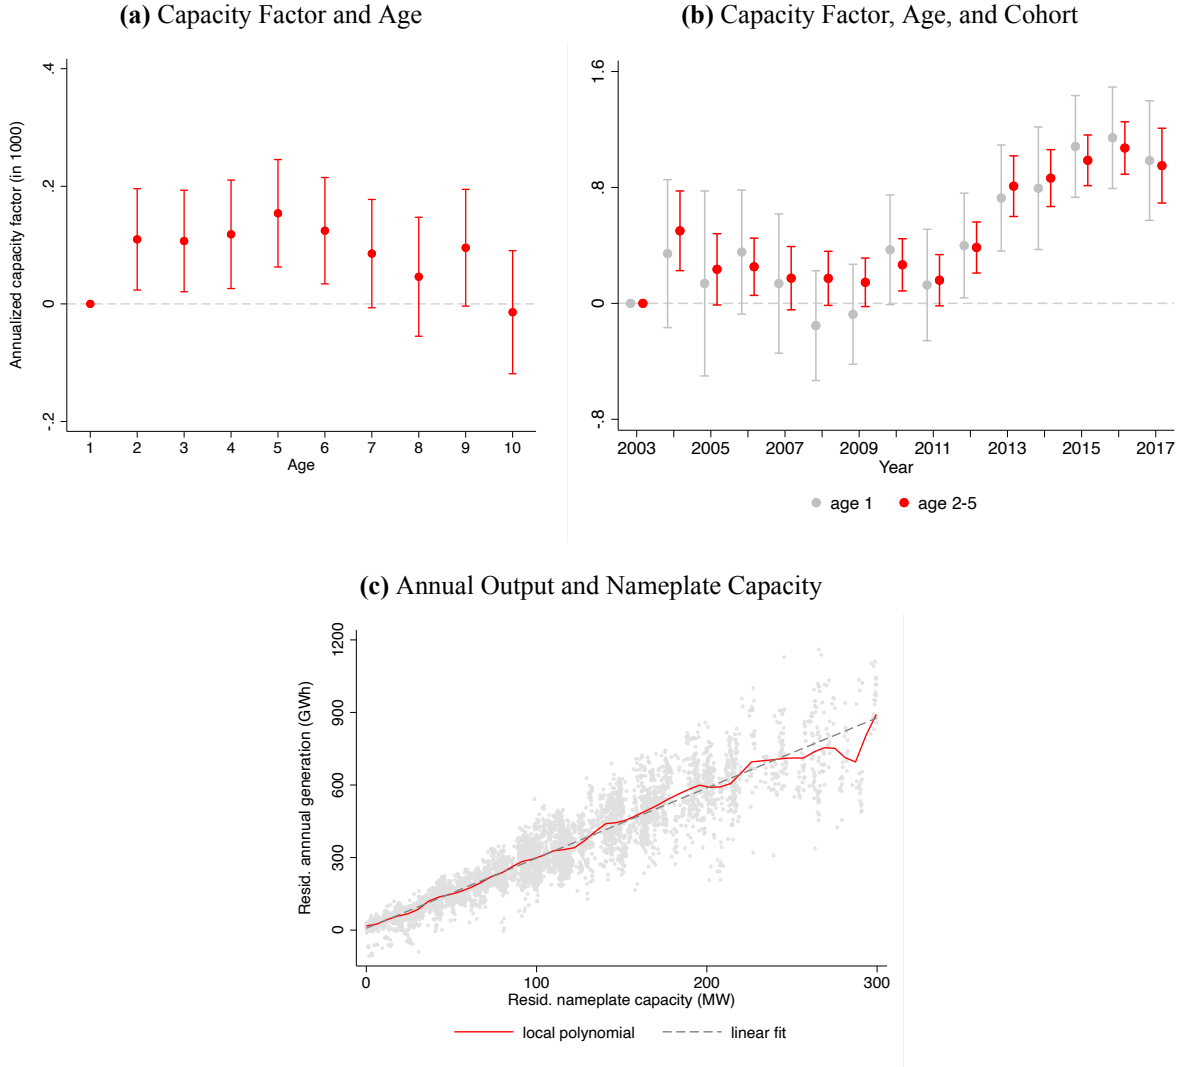 (a) Capacity Factor and Age
Annualized capacity factor (in 1000)
.4
.2
0
-.2
1 2 3 4 5 6 7 8 9 10
Age
(b) Capacity Factor, Age, and Cohort
1.6
.8
0
-.8
2003 2005 2007 2009 2011 2013 2015 2017
Year
age 1 age 2-5
(c) Annual Output and Nameplate Capacity
Resid. annual generation (GWh)
1200
900
600
300
0
0 100 200 300
Resid. nameplate capacity (MW)
local polynomial linear fit